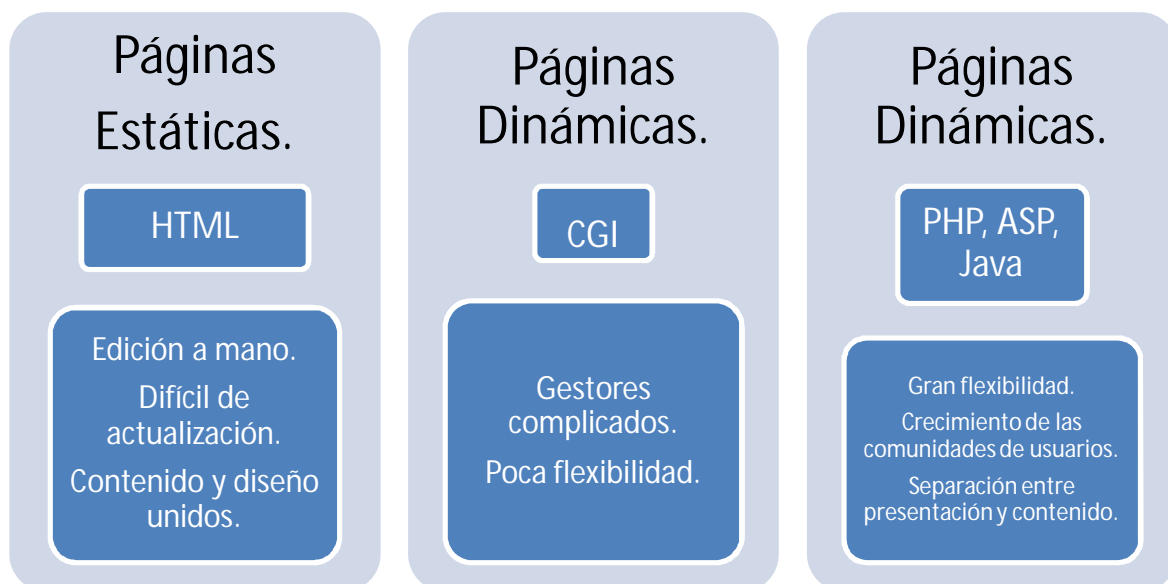 Páginas
Estáticas.
HTML
Edición a mano.
Difícil de
actualización.
Contenido y diseño
unidos.
Páginas
Dinámicas.
CGI
Gestores
complicados.
Poca flexibilidad.
Páginas
Dinámicas.
PHP, ASP,
Java
Gran flexibilidad.
Crecimiento de las
comunidades de usuarios.
Separación entre
presentación y contenido.